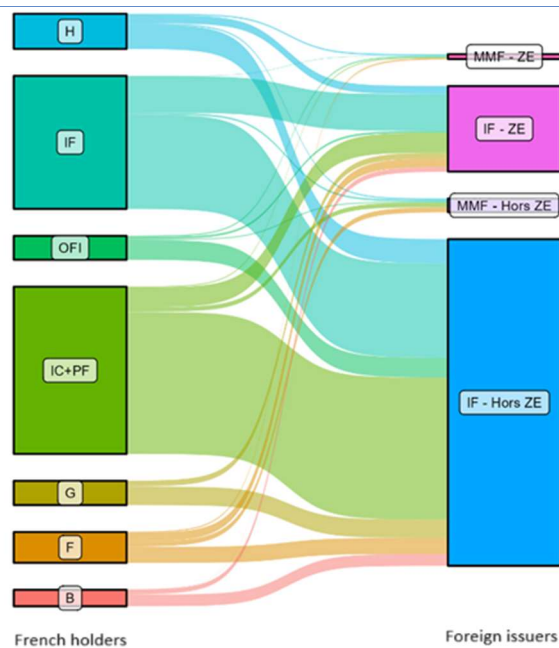 H
IF
OFI
IC+PF
G
F
B
French holders
MMF - ZE
IF - ZE
MMF - Hors ZE
IF - Hors ZE
Foreign issuers